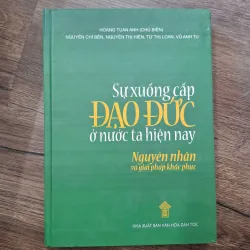 HOÀNG TUẤN ANH (CHỦ BIÊN)
NGUYỄN CHÍ BỀN, NGUYỄN THỊ HIỀN, TỪ THỊ LOAN, VŨ ANH TÚ
Sự xuống cấp
ĐẠO ĐỨC
ở nước ta hiện nay
Nguyên nhân
và giải pháp khắc phục
NHÀ XUẤT BẢN VĂN HÓA DÂN TỘC